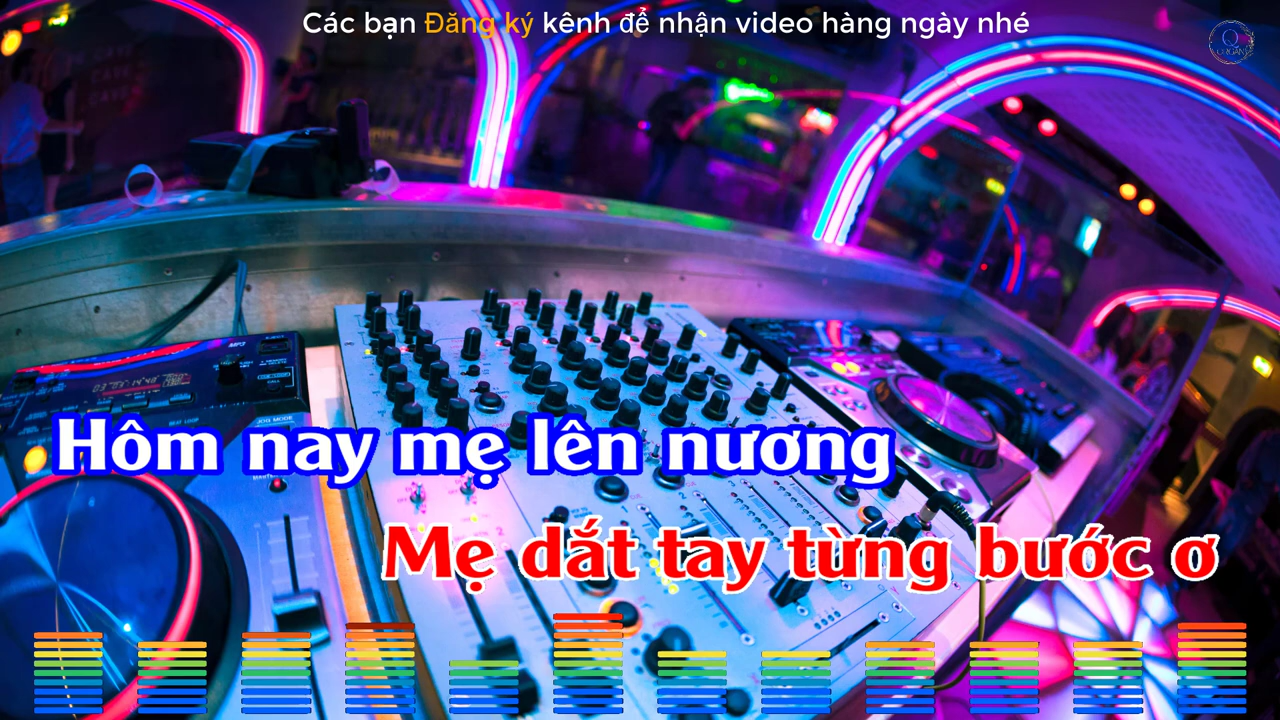 Các bạn Đăng ký kênh để nhận video hàng ngày nhé
Hôm nay mẹ lên nương
Mẹ dắt tay từng bước ơ